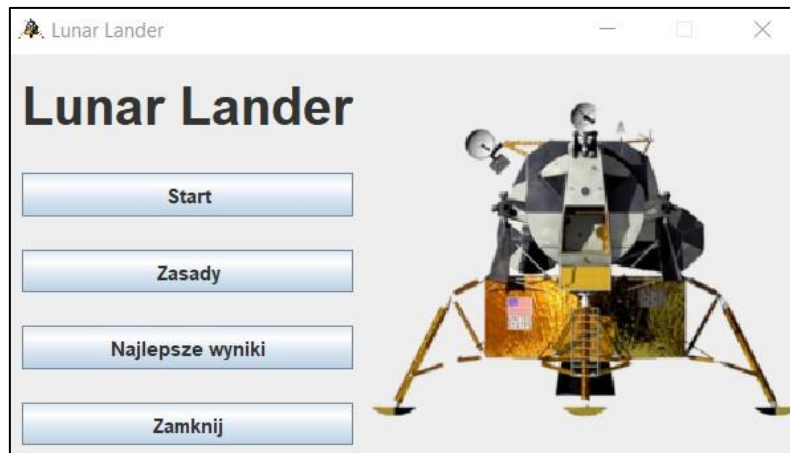 Lunar Lander
Lunar Lander
Start
Zasady
Najlepsze wyniki
Zamknij